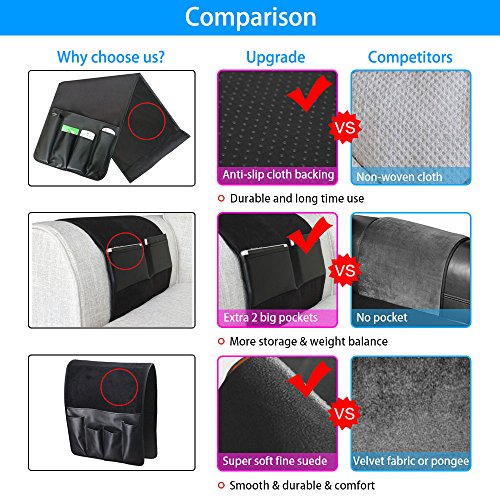 Comparison
Why choose us?
Upgrade
Competitors
VS
Anti-slip cloth backing
Non-woven cloth
Durable and long time use
VS
Extra 2 big pockets
No pocket
More storage & weight balance
VS
Super soft fine suede
Velvet fabric or pongee
Smooth & durable & comfort